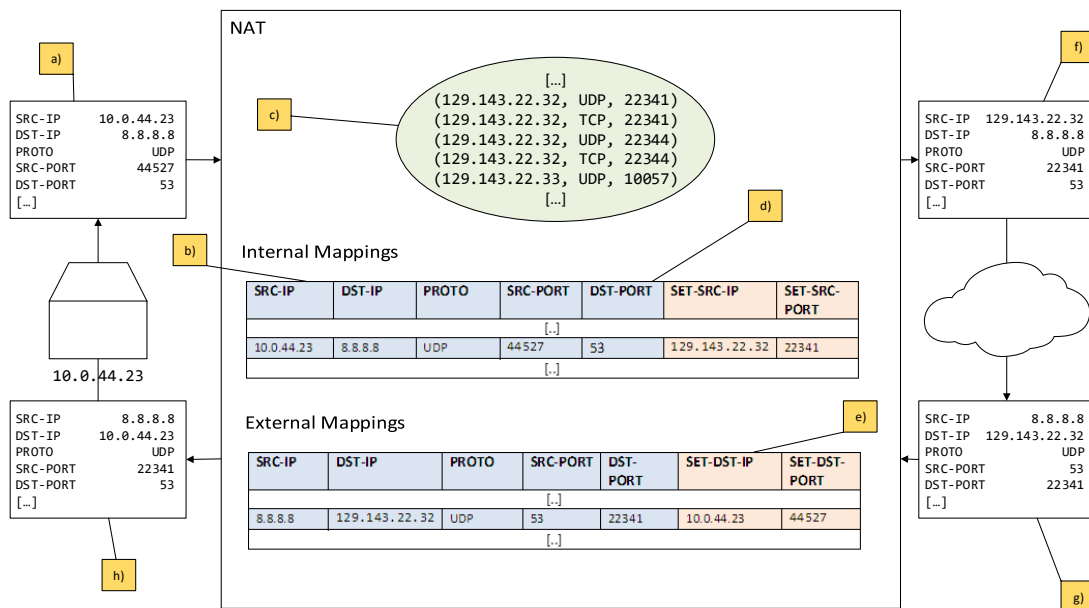 NAT
a)
SRC-IP 10.0.44.23
DST-IP 8.8.8.8
PROTO UDP
SRC-PORT 44527
DST-PORT 53
[…]
c)
[…]
(129.143.22.32, UDP, 22341)
(129.143.22.32, TCP, 22341)
(129.143.22.32, UDP, 22344)
(129.143.22.32, TCP, 22344)
(129.143.22.33, UDP, 10057)
[…]
f)
SRC-IP 129.143.22.32
DST-IP 8.8.8.8
PROTO UDP
SRC-PORT 22341
DST-PORT 53
[…]
b)
d)
Internal Mappings
SRC-IP DST-IP PROTO SRC-PORT DST-PORT SET-SRC-IP SET-SRC-
PORT
[..]
10.0.44.23 8.8.8.8 UDP 44527 53 129.143.22.32 22341
[..]
10.0.44.23
External Mappings
e)
SRC-IP DST-IP PROTO SRC-PORT DST- SET-DST-IP SET-DST-
PORT PORT
[..]
8.8.8.8 129.143.22.32 UDP 53 22341 10.0.44.23 44527
[..]
SRC-IP 8.8.8.8
DST-IP 10.0.44.23
PROTO UDP
SRC-PORT 22341
DST-PORT 53
[…]
h)
SRC-IP 8.8.8.8
DST-IP 129.143.22.32
PROTO UDP
SRC-PORT 53
DST-PORT 22341
[…]
g)